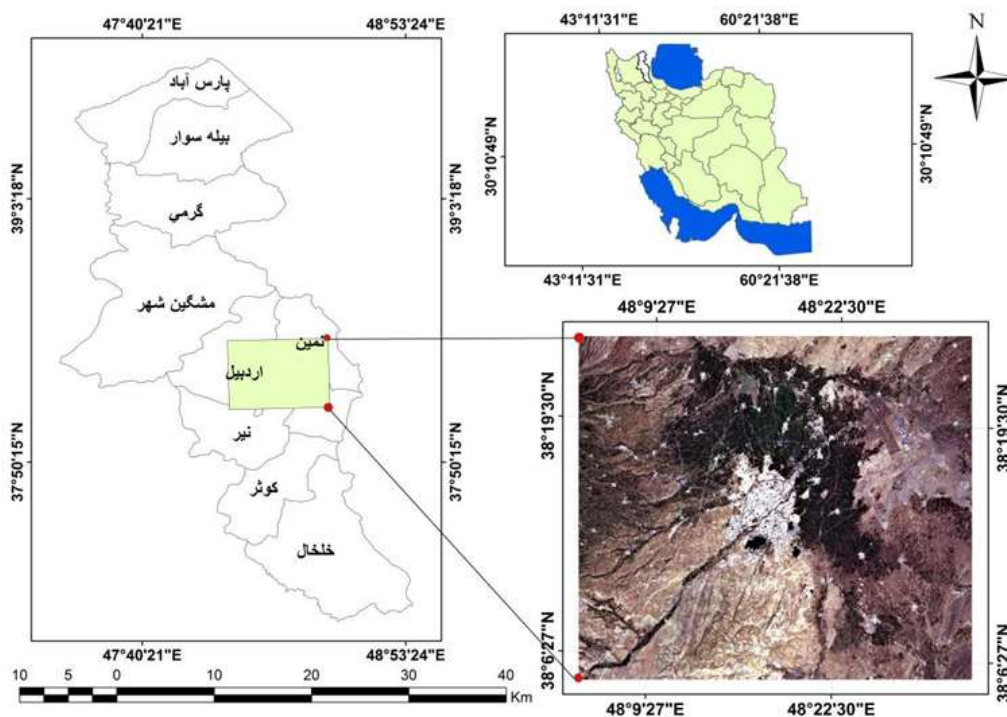 47°40'21"E 48°53'24"E
39°3'18"N
37°50'15"N
پارس آباد
بیله سوار
گرمي
مشگین شهر
نمین
اردبیل
نیر
کوثر
خلخال
39°3'18"N
37°50'15"N
47°40'21"E 48°53'24"E
10 5 0 10 20 30 40
Km
43°11'31"E 60°21'38"E
30°10'49"N
30°10'49"N
43°11'31"E 60°21'38"E
N
48°9'27"E 48°22'30"E
38°19'30"N
38°6'27"N
38°19'30"N
38°6'27"N
48°9'27"E 48°22'30"E